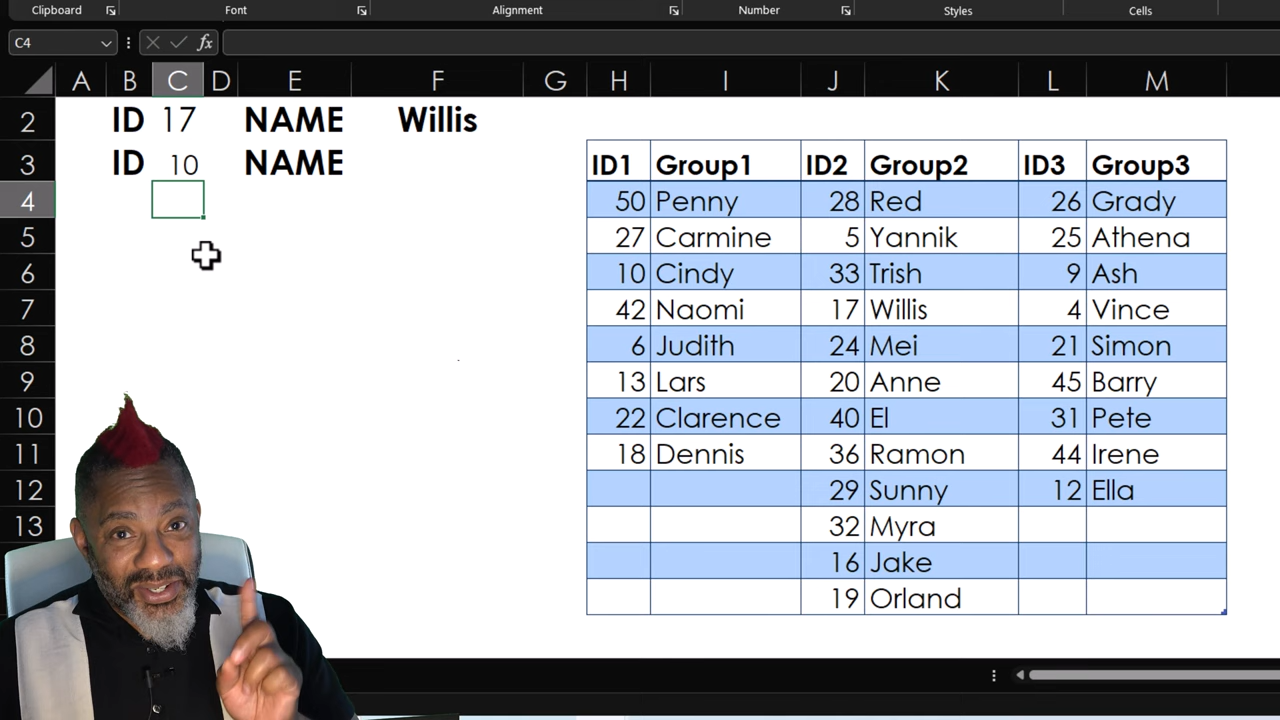 Clipboard Font Alignment Number Styles Cells
C4 fx
A B C D E F G H I J K L M
2 ID 17 NAME Willis
3 ID 10 NAME ID1 Group1 ID2 Group2 ID3 Group3
4 50 Penny 28 Red 26 Grady
5 27 Carmine 5 Yannik 25 Athena
6 10 Cindy 33 Trish 9 Ash
7 42 Naomi 17 Willis 4 Vince
8 6 Judith 24 Mei 21 Simon
9 13 Lars 20 Anne 45 Barry
10 22 Clarence 40 El 31 Pete
11 18 Dennis 36 Ramon 44 Irene
12 29 Sunny 12 Ella
13 32 Myra
16 Jake
19 Orland